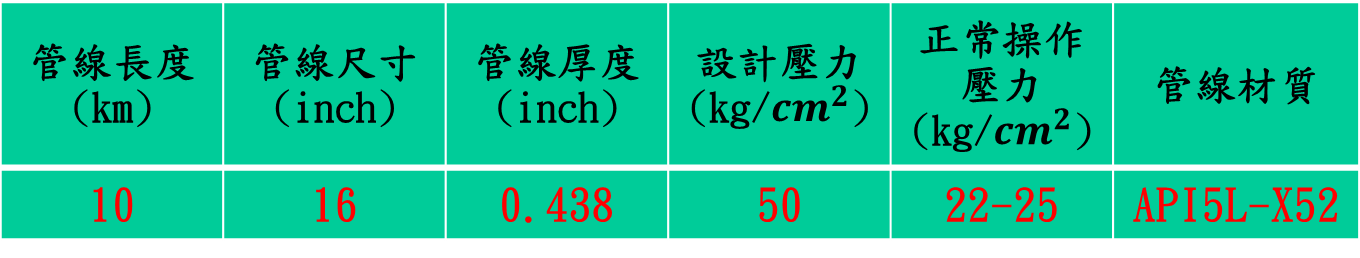 管線長度
(km)
管線尺寸
(inch)
管線厚度
(inch)
設計壓力
(kg/cm²)
正常操作
壓力
(kg/cm²)
管線材質
10
16
0.438
50
22-25
API5L-X52